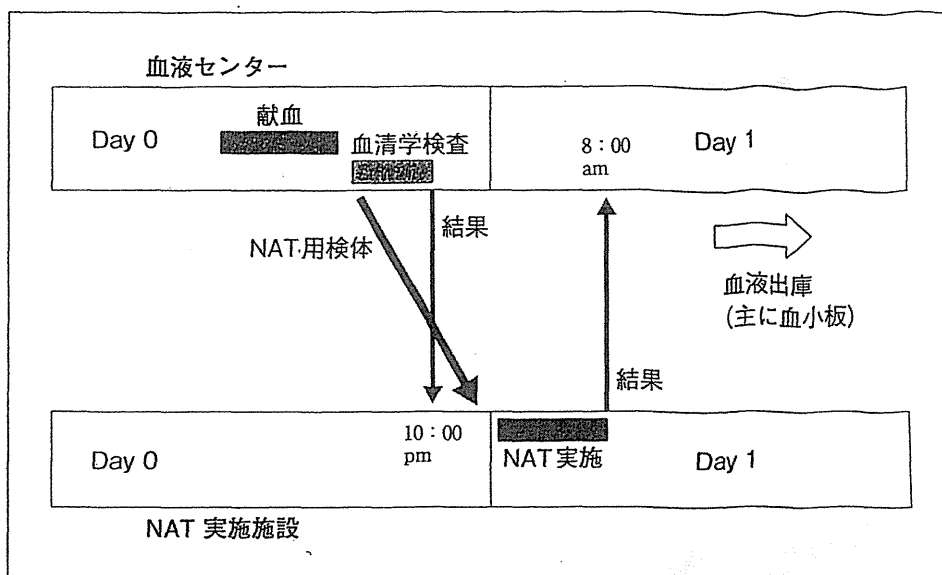 血液センター
Day 0
献血
血清学検査
8：00
am
Day 1
NAT用検体
結果
血液出庫
(主に血小板)
結果
Day 0
10：00
pm
NAT実施
Day 1
NAT 実施施設